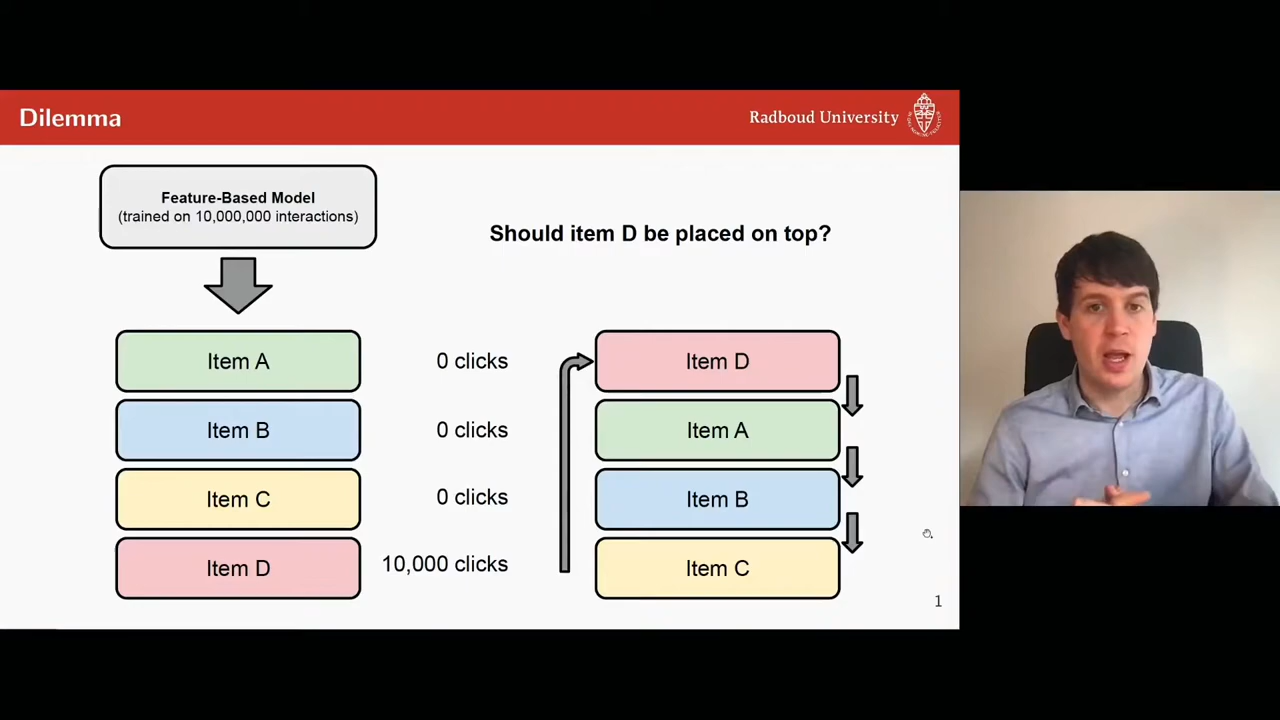 Dilemma
Radboud University
Feature-Based Model
(trained on 10,000,000 interactions)
Should item D be placed on top?
Item A
0 clicks
Item D
Item B
0 clicks
Item A
Item C
0 clicks
Item B
Item D
10,000 clicks
Item C
1